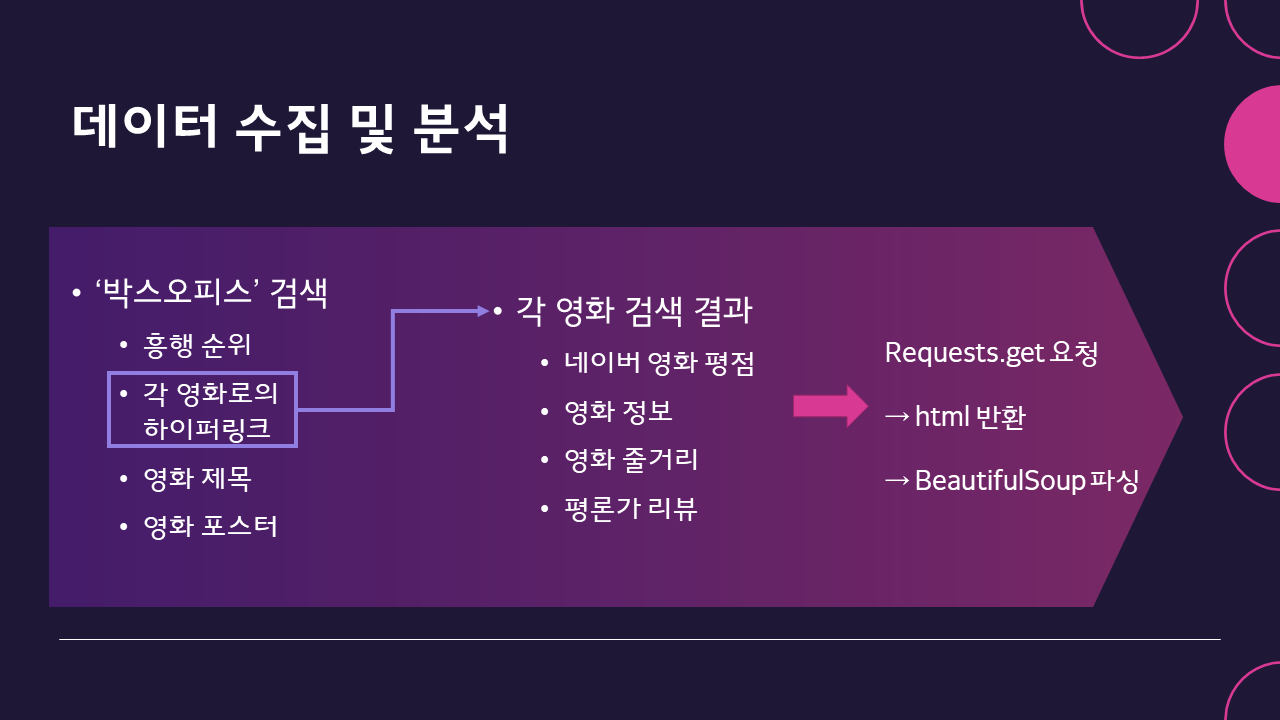 데이터 수집 및 분석
• ‘박스오피스’ 검색
• 흥행 순위
• 각 영화로의
하이퍼링크
• 영화 제목
• 영화 포스터
• 각 영화 검색 결과
• 네이버 영화 평점
• 영화 정보
• 영화 줄거리
• 평론가 리뷰
Requests.get 요청
→ html 반환
→ BeautifulSoup 파싱